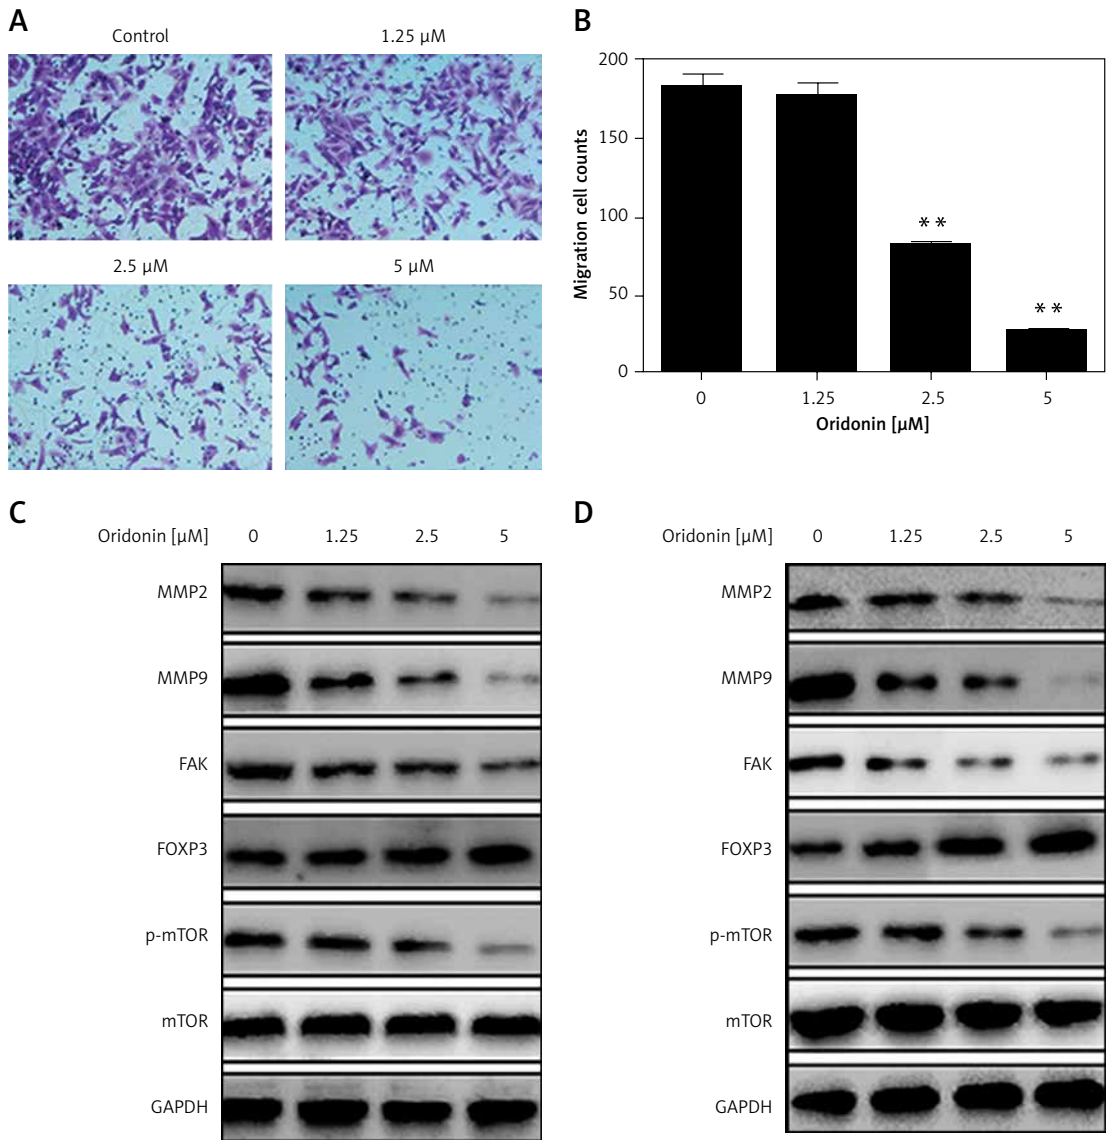 A
Control
1.25 µM
2.5 µM
5 µM
B
Migration cell counts
200
150
100
50
0
**
**
0
1.25
2.5
5
Oridonin [µM]
C
Oridonin [µM] 0 1.25 2.5 5
MMP2
MMP9
FAK
FOXP3
p-mTOR
mTOR
GAPDH
D
Oridonin [µM] 0 1.25 2.5 5
MMP2
MMP9
FAK
FOXP3
p-mTOR
mTOR
GAPDH